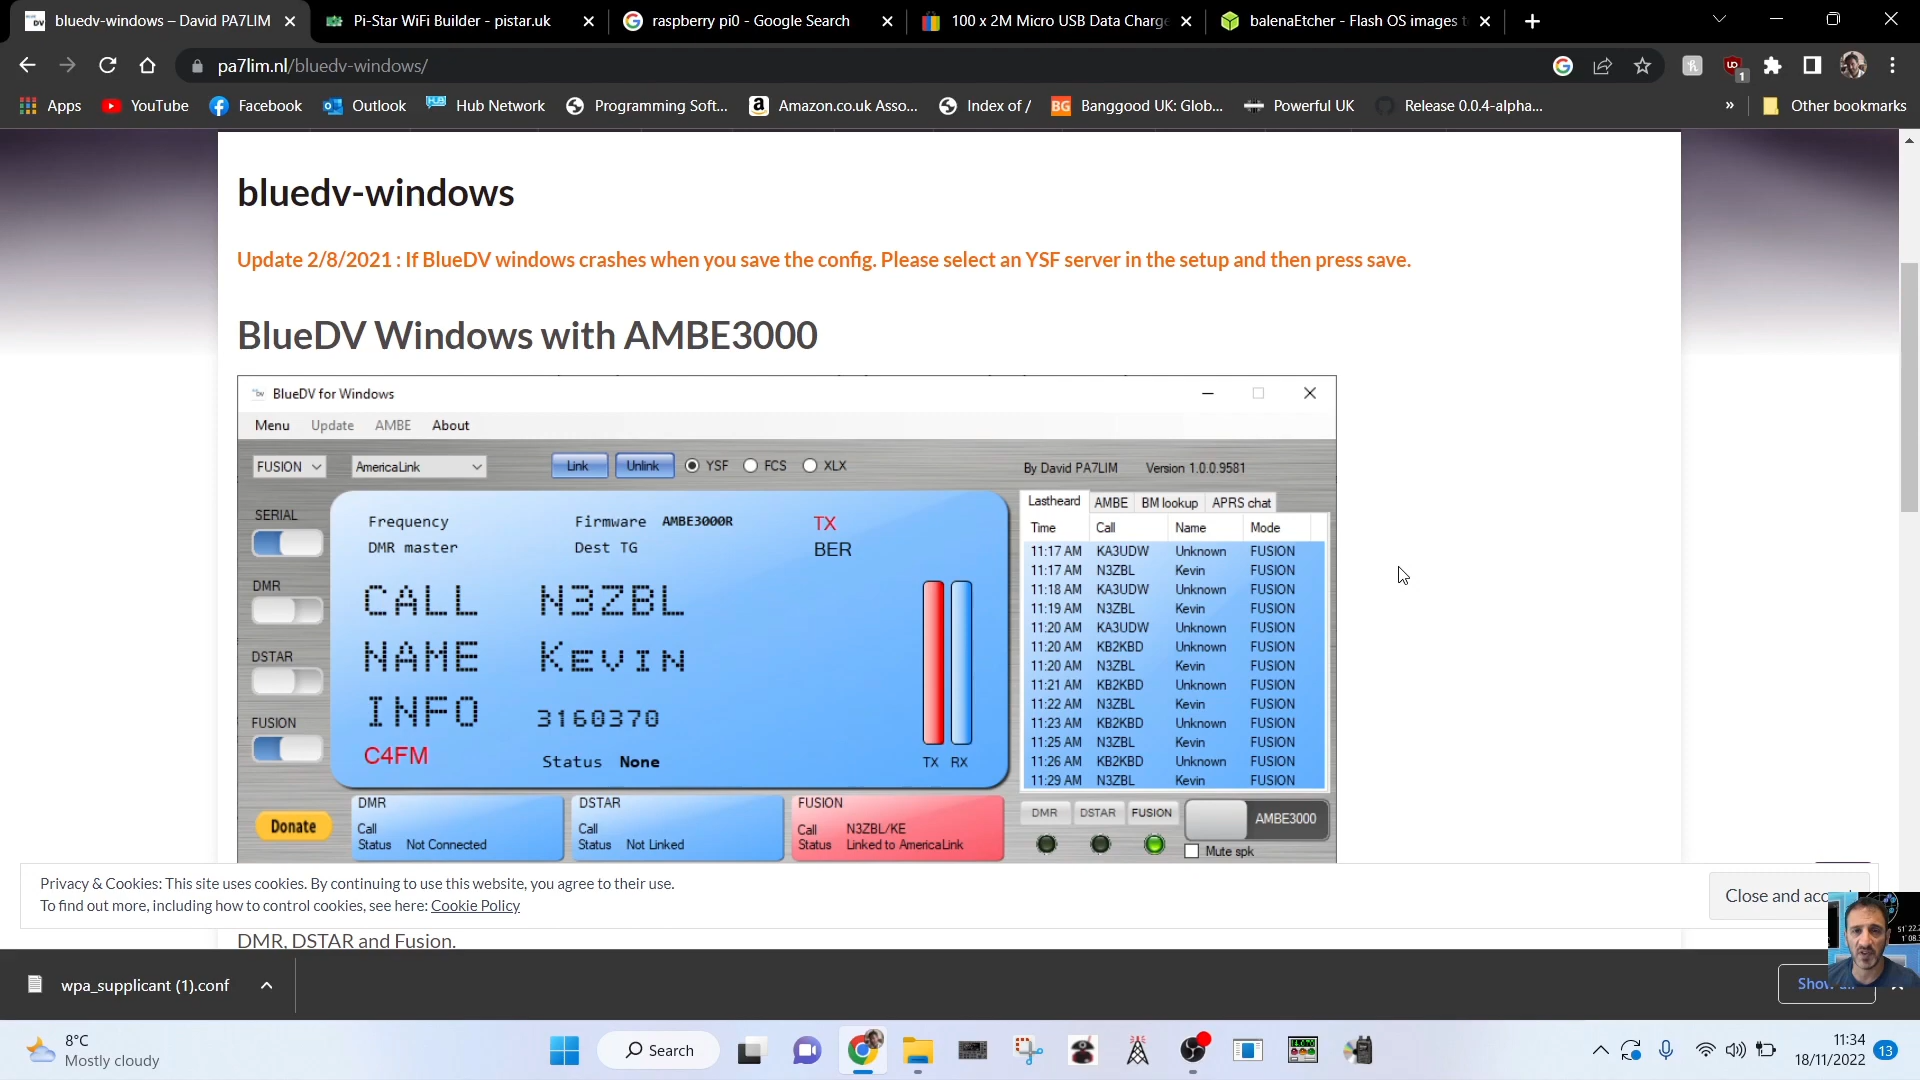 bluedv-windows – David PA7LIM
Pi-Star WiFi Builder - pistar.uk
raspberry pi0 - Google Search
100 x 2M Micro USB Data Charge
balenaEtcher - Flash OS images t
pa7lim.nl/bluedv-windows/
1
Apps
YouTube
Facebook
Outlook
Hub Network
Programming Soft...
Amazon.co.uk Asso...
Index of /
BG
Banggood UK: Glob...
Powerful UK
Release 0.0.4-alpha...
»
Other bookmarks
bluedv-windows
Update 2/8/2021 : If BlueDV windows crashes when you save the config. Please select an YSF server in the setup and then press save.
BlueDV Windows with AMBE3000
BlueDV for Windows
Menu Update AMBE About
FUSION AmericaLink Link Unlink YSF FCS XLX By David PA7LIM Version 1.0.0.9581
SERIAL
DMR
DSTAR
FUSION
Frequency Firmware AMBE3000R TX
DMR master Dest TG BER
CALL N3ZBL
NAME Kevin
INFO 3160370
C4FM Status None TX RX
Lastheard AMBE BM lookup APRS chat
Time Call Name Mode
11:17 AM KA3UDW Unknown FUSION
11:17 AM N3ZBL Kevin FUSION
11:18 AM KA3UDW Unknown FUSION
11:19 AM N3ZBL Kevin FUSION
11:20 AM KA3UDW Unknown FUSION
11:20 AM KB2KBD Unknown FUSION
11:20 AM N3ZBL Kevin FUSION
11:21 AM KB2KBD Unknown FUSION
11:22 AM N3ZBL Kevin FUSION
11:23 AM KB2KBD Unknown FUSION
11:25 AM N3ZBL Kevin FUSION
11:26 AM KB2KBD Unknown FUSION
11:29 AM N3ZBL Kevin FUSION
Donate
DMR
Call
Status Not Connected
DSTAR
Call
Status Not Linked
FUSION
Call N3ZBL/KE
Status Linked to AmericaLink
DMR DSTAR FUSION AMBE3000
Mute spk
Privacy & Cookies: This site uses cookies. By continuing to use this website, you agree to their use.
To find out more, including how to control cookies, see here: Cookie Policy
Close and acc
DMR, DSTAR and Fusion.
wpa_supplicant (1).conf
Show all
8°C
Mostly cloudy
Search
11:34
18/11/2022
13